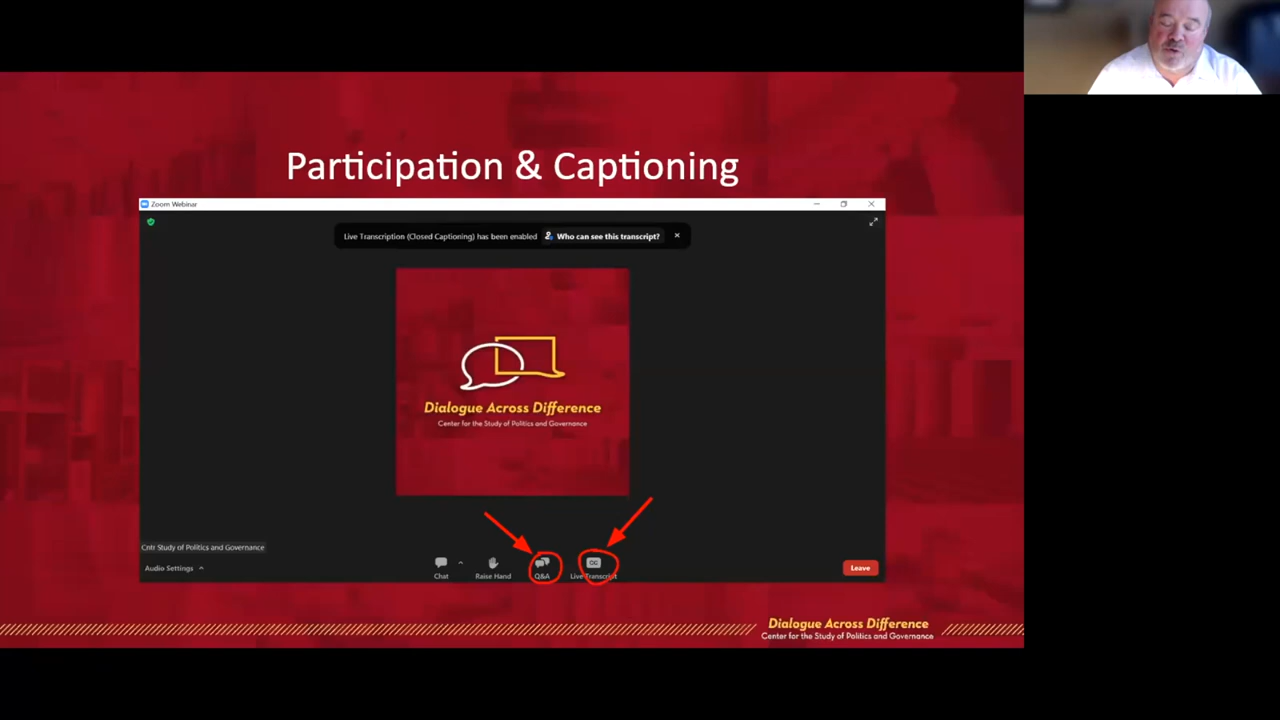 Participation & Captioning
Zoom Webinar
Live Transcription (Closed Captioning) has been enabled Who can see this transcript?
Dialogue Across Difference
Center for the Study of Politics and Governance
Cntr Study of Politics and Governance
Audio Settings
Chat
Raise Hand
Q&A
Live Transcript
Leave
Dialogue Across Difference
Center for the Study of Politics and Governance